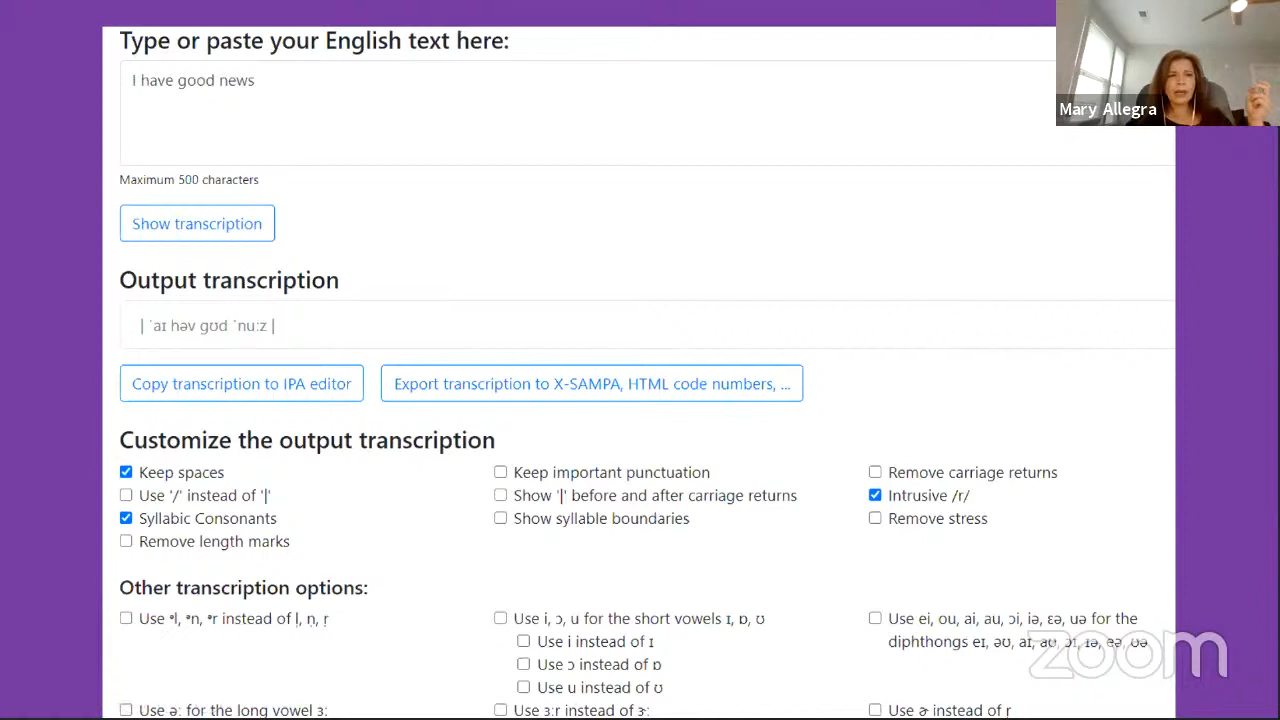 Type or paste your English text here:
I have good news
Mary Allegra
Maximum 500 characters
Show transcription
Output transcription
| ˈaɪ həv ɡʊd ˈnuːz |
Copy transcription to IPA editor
Export transcription to X-SAMPA, HTML code numbers, ...
Customize the output transcription
Keep spaces
Keep important punctuation
Remove carriage returns
Use '/' instead of '|'
Show '|' before and after carriage returns
Intrusive /r/
Syllabic Consonants
Show syllable boundaries
Remove stress
Remove length marks
Other transcription options:
Use ᵊl, ᵊn, ᵊr instead of l̩, n̩, r̩
Use i, ɔ, u for the short vowels ɪ, ɒ, ʊ
Use ei, ou, ai, au, ɔi, iə, ɛə, uə for the
diphthongs eɪ, əʊ, aɪ, aʊ, ɔɪ, ɪə, eə, ʊə
Use i instead of ɪ
Use ɔ instead of ɒ
Use u instead of ʊ
zoom
Use əː for the long vowel ɜː
Use ɜːr instead of ɝː
Use ɚ instead of r̩